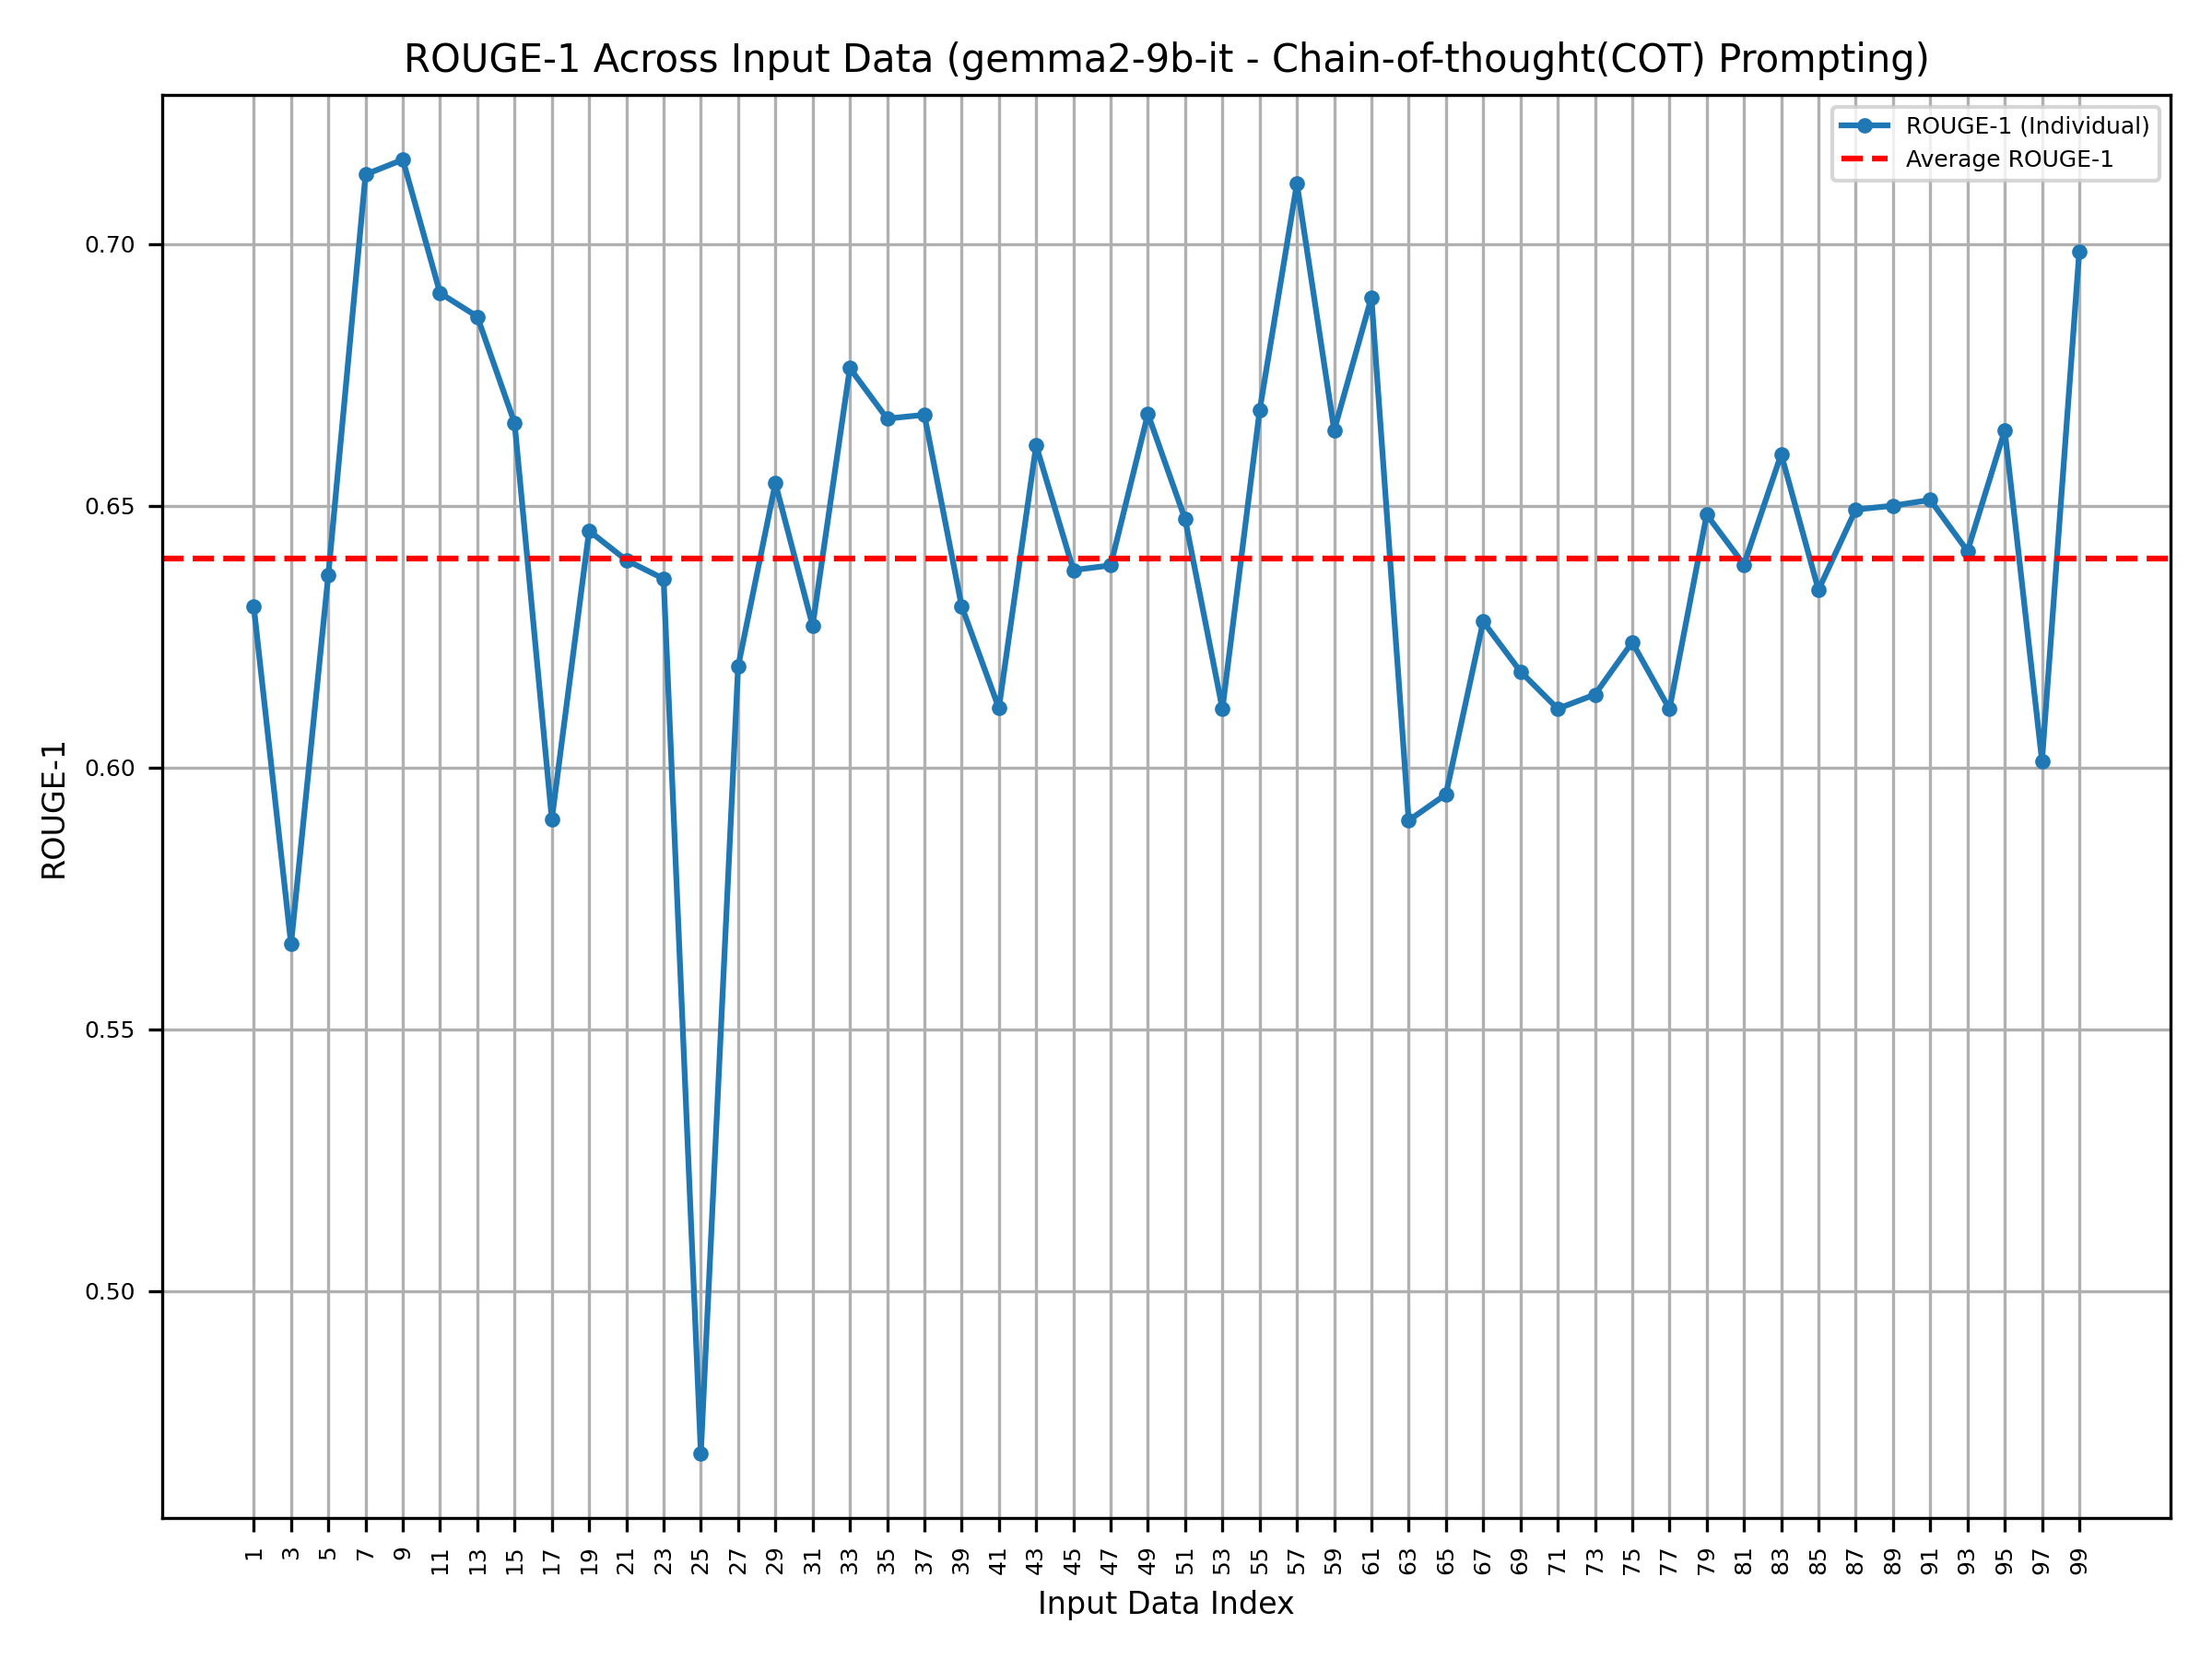 ROUGE-1 Across Input Data (gemma2-9b-it - Chain-of-thought(COT) Prompting)
ROUGE-1 (Individual)
Average ROUGE-1
0.70
0.65
0.60
0.55
0.50
ROUGE-1
1 3 5 7 9 11 13 15 17 19 21 23 25 27 29 31 33 35 37 39 41 43 45 47 49 51 53 55 57 59 61 63 65 67 69 71 73 75 77 79 81 83 85 87 89 91 93 95 97 99
Input Data Index